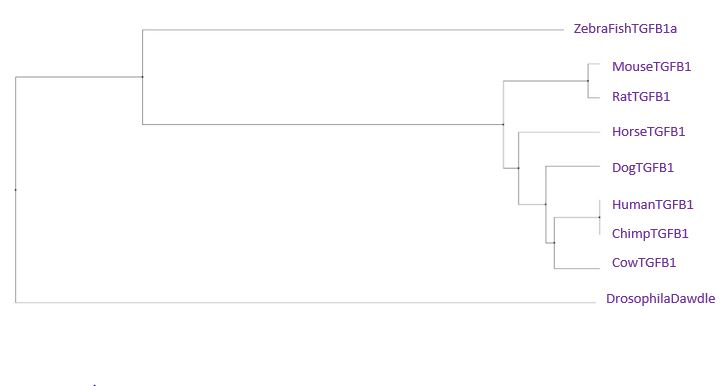 ZebraFishTGFB1a
MouseTGFB1
RatTGFB1
HorseTGFB1
DogTGFB1
HumanTGFB1
ChimpTGFB1
CowTGFB1
DrosophilaDawdle